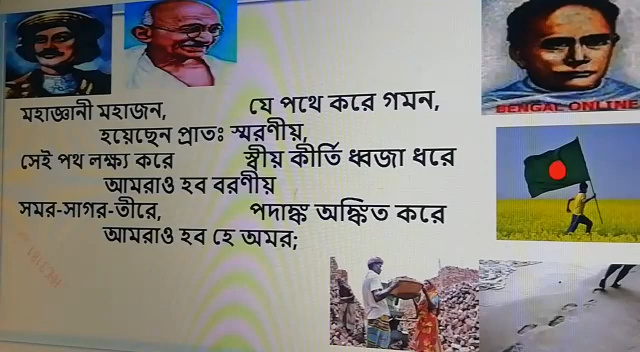 BENGAL ONLINE
মহাজ্ঞানী মহাজন, যে পথে করে গমন,
হয়েছেন প্রাতঃ স্মরণীয়,
সেই পথ লক্ষ্য করে স্বীয় কীর্তি ধ্বজা ধরে
আমরাও হব বরণীয়
সমর-সাগর-তীরে, পদাঙ্ক অঙ্কিত করে
আমরাও হব হে অমর;